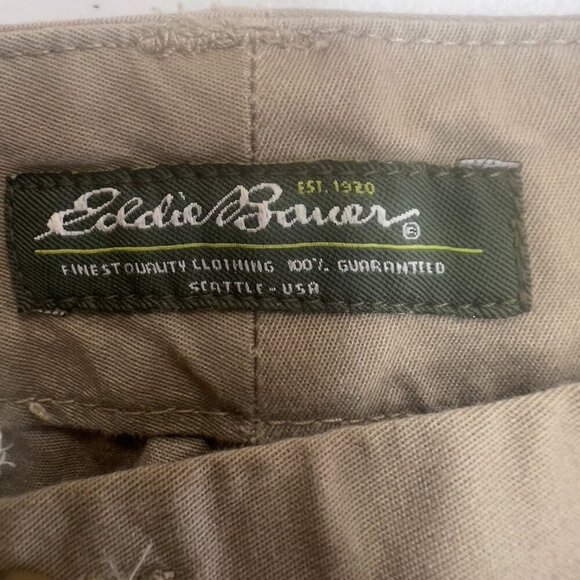 EST. 1920
Eddie Bauer ®
FINEST QUALITY CLOTHING 100% GUARANTEED
SEATTLE - USA